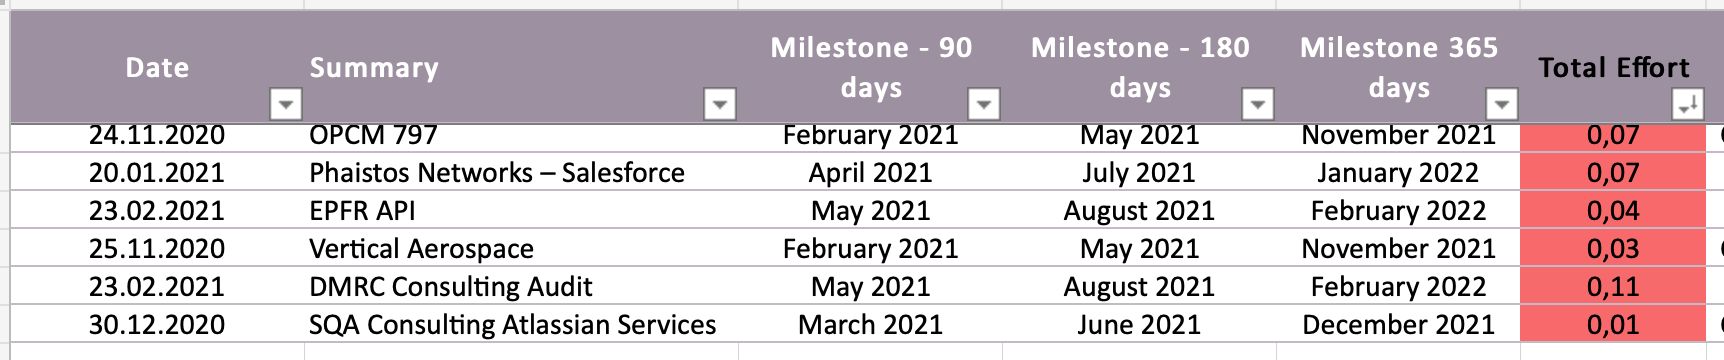 Date Summary Milestone - 90 days Milestone - 180 days Milestone 365 days Total Effort
24.11.2020 OPCM 797 February 2021 May 2021 November 2021 0,07
20.01.2021 Phaistos Networks – Salesforce April 2021 July 2021 January 2022 0,07
23.02.2021 EPFR API May 2021 August 2021 February 2022 0,04
25.11.2020 Vertical Aerospace February 2021 May 2021 November 2021 0,03
23.02.2021 DMRC Consulting Audit May 2021 August 2021 February 2022 0,11
30.12.2020 SQA Consulting Atlassian Services March 2021 June 2021 December 2021 0,01